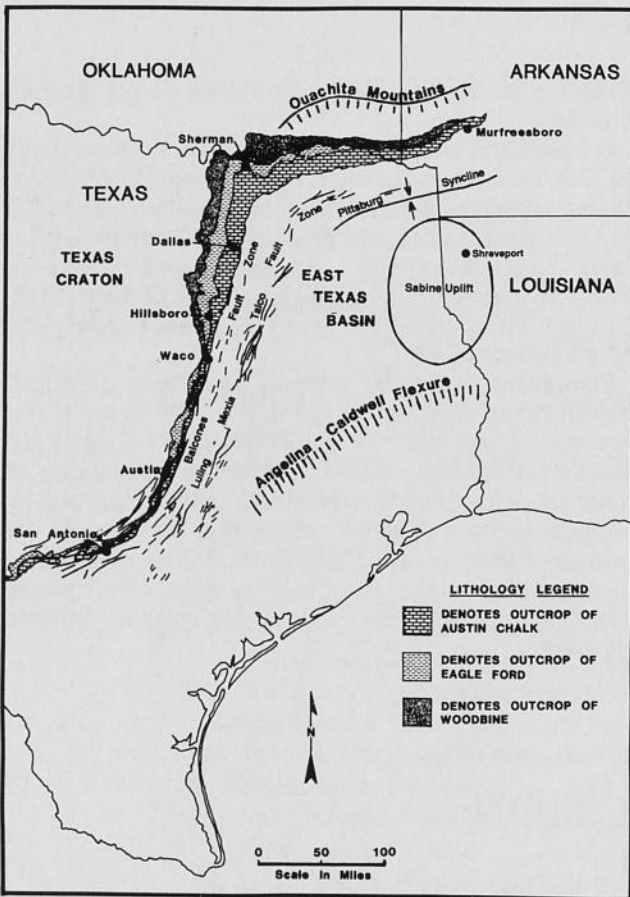 OKLAHOMA
ARKANSAS
Ouachita Mountains
Sherman
Murfreesboro
TEXAS
Zone Pittsburg Syncline
TEXAS
CRATON
Dallas
Zone
Fault
EAST
TEXAS
BASIN
Shreveport
Sabine Uplift
LOUISIANA
Hillsboro
Fault
Talco
Waco
Angelina - Caldwell Flexure
Balcones
Mexia
Luling
Austin
San Antonio
LITHOLOGY LEGEND
DENOTES OUTCROP OF
AUSTIN CHALK
DENOTES OUTCROP OF
EAGLE FORD
DENOTES OUTCROP OF
WOODBINE
N
0 50 100
Scale In Miles